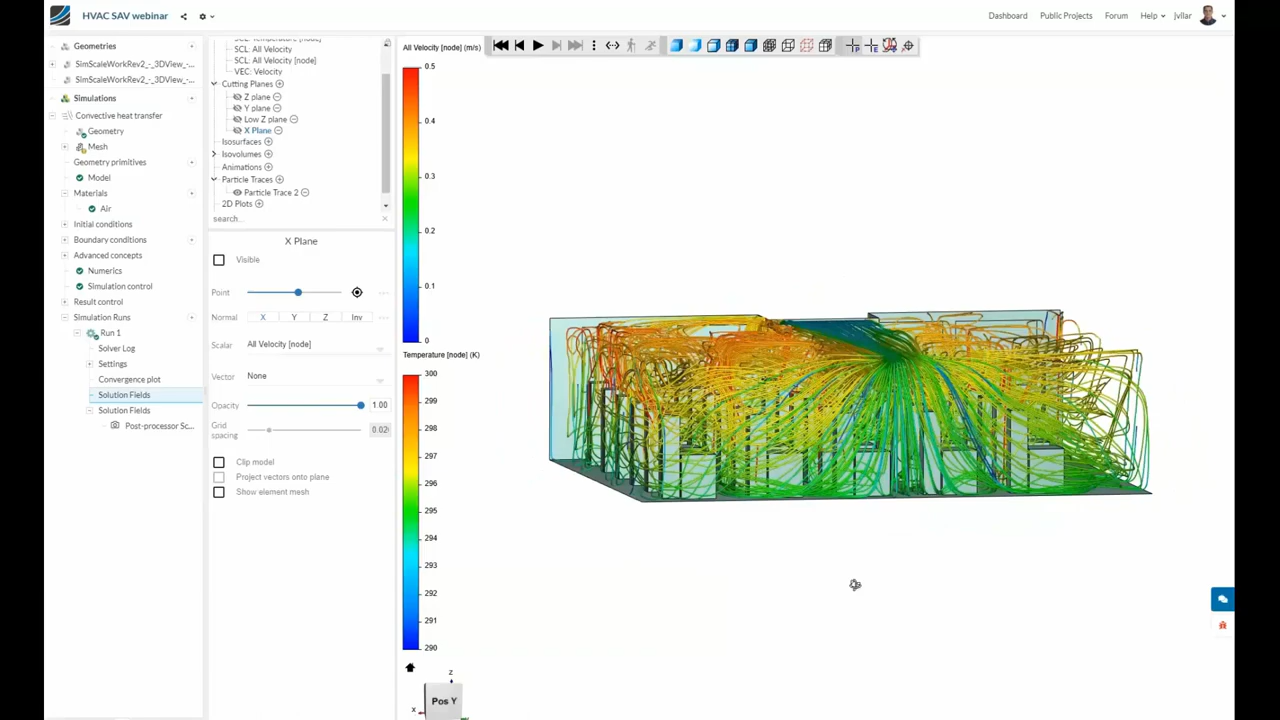 HVAC SAV webinar
Dashboard
Public Projects
Forum
Help
jvllar
Geometries
SimScaleWorkRev2_-_3DView_-...
SimScaleWorkRev2_-_3DView_-...
Simulations
Convective heat transfer
Geometry
Mesh
Geometry primitives
Model
Materials
Air
Initial conditions
Boundary conditions
Advanced concepts
Numerics
Simulation control
Result control
Simulation Runs
Run 1
Solver Log
Settings
Convergence plot
Solution Fields
Solution Fields
Post-processor Sc...
SCL: Temperature [node]
SCL: All Velocity
SCL: All Velocity [node]
VEC: Velocity
Cutting Planes
Z plane
Y plane
Low Z plane
X Plane
Isosurfaces
Isovolumes
Animations
Particle Traces
Particle Trace 2
2D Plots
search...
X Plane
Visible
Point
Normal X Y Z Inv
Scalar All Velocity [node]
Vector None
Opacity 1.00
Grid spacing 0.02
Clip model
Project vectors onto plane
Show element mesh
All Velocity [node] (m/s)
0.5
0.4
0.3
0.2
0.1
0
Temperature [node] (K)
300
299
298
297
296
295
294
293
292
291
290
Z
Pos Y
X